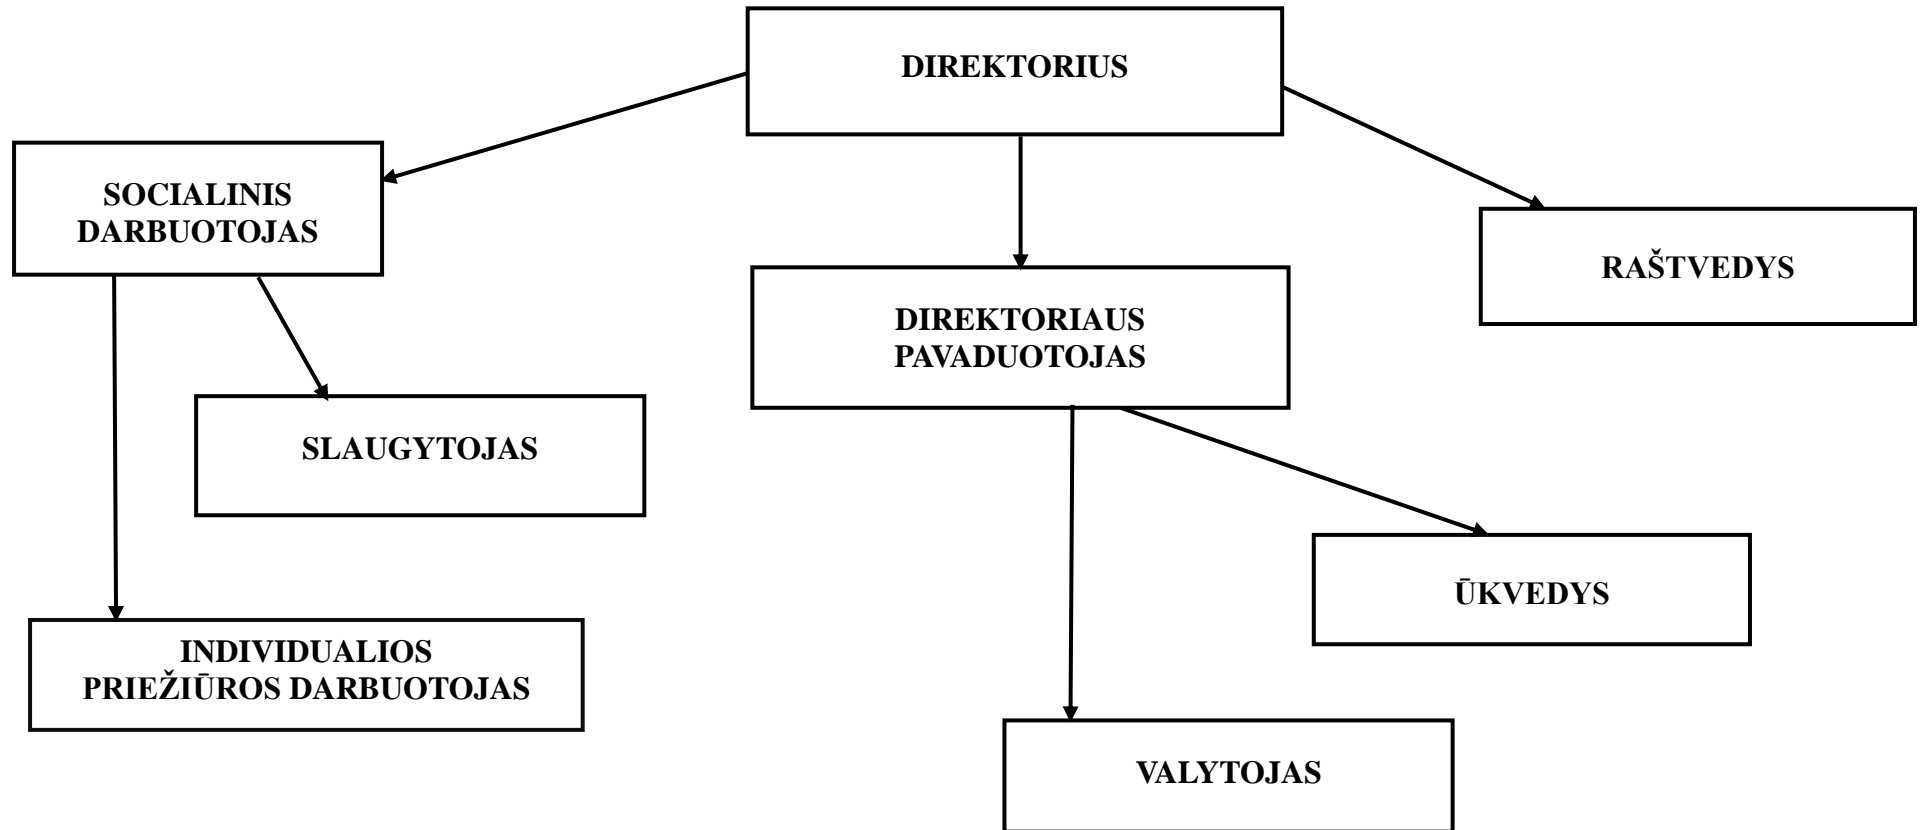 DIREKTORIUS
SOCIALINIS
DARBUOTOJAS
RAŠTVEDYS
DIREKTORIAUS
PAVADUOTOJAS
SLAUGYTOJAS
ŪKVEDYS
INDIVIDUALIOS
PRIEŽIŪROS DARBUOTOJAS
VALYTOJAS